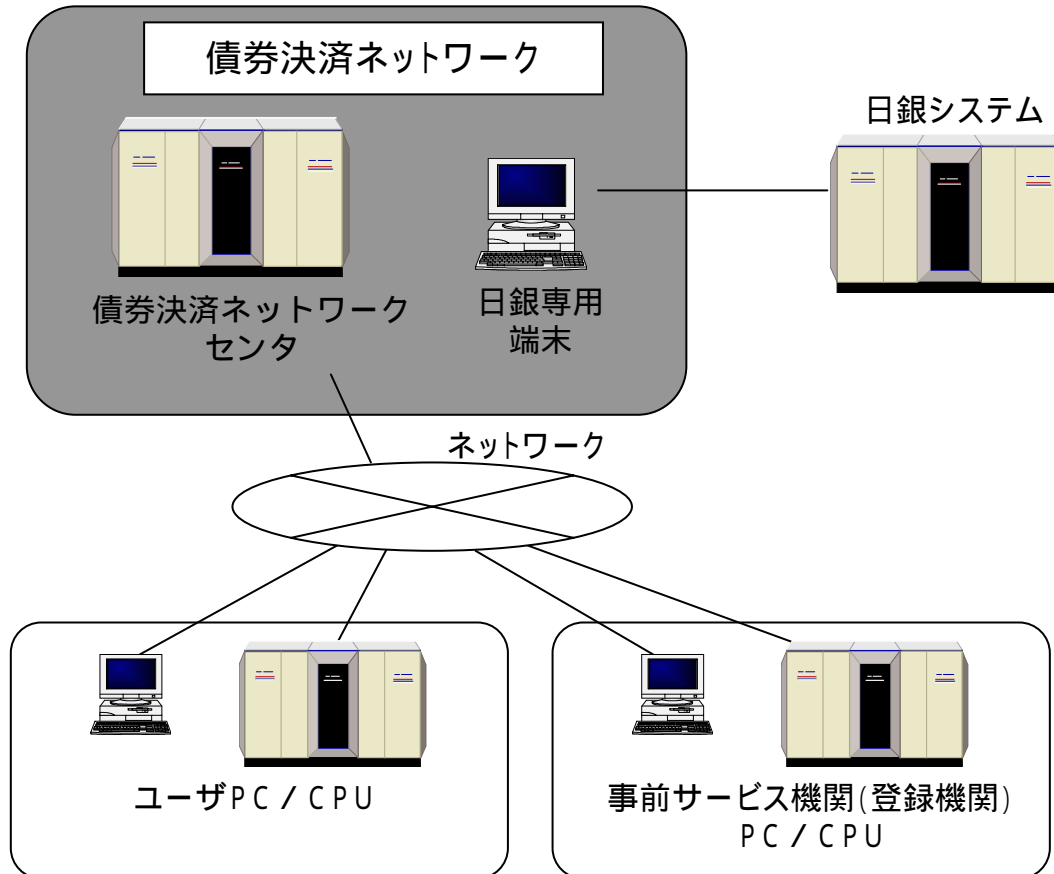 債券決済ネットワーク
日銀システム
債券決済ネットワーク
センタ
日銀専用
端末
ネットワーク
ユーザPC/CPU
事前サービス機関(登録機関)
PC/CPU